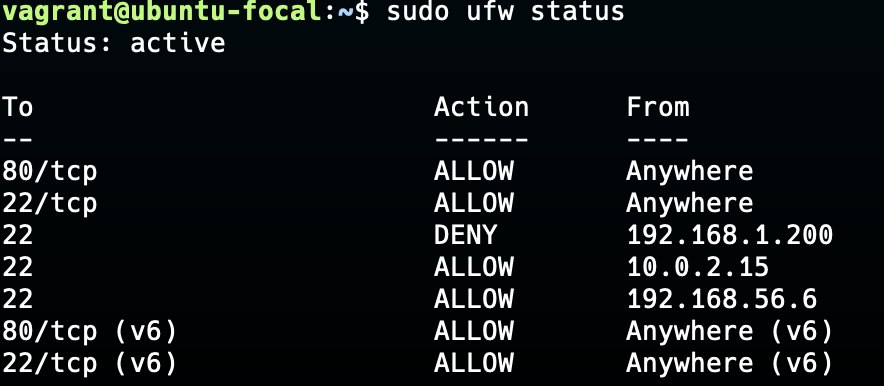 vagrant@ubuntu-focal:~$ sudo ufw status
Status: active
To Action From
-- ------ ----
80/tcp ALLOW Anywhere
22/tcp ALLOW Anywhere
22 DENY 192.168.1.200
22 ALLOW 10.0.2.15
22 ALLOW 192.168.56.6
80/tcp (v6) ALLOW Anywhere (v6)
22/tcp (v6) ALLOW Anywhere (v6)